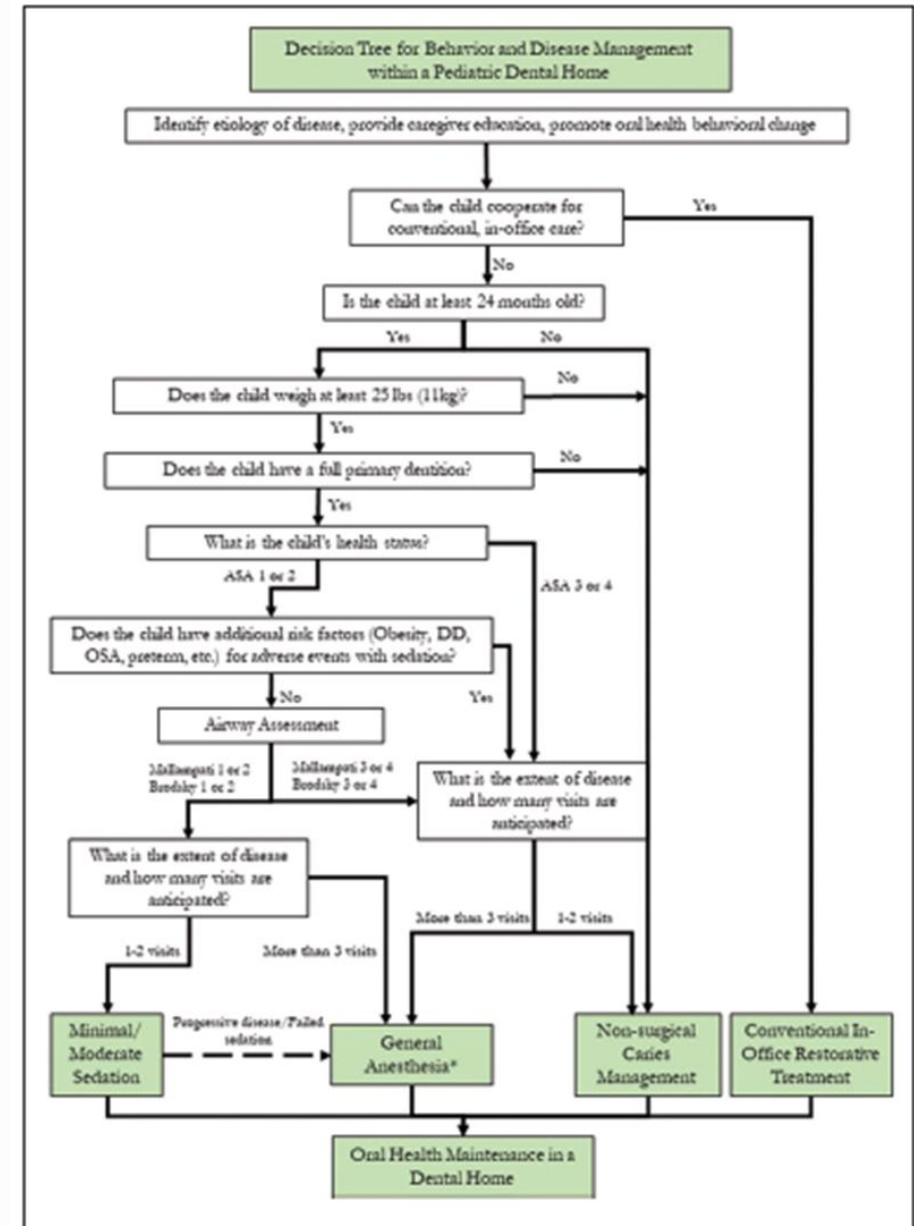 Decision Tree for Behavior and Disease Management
within a Pediatric Dental Home
Identify etiology of disease, provide caregiver education, promote oral health behavioral change
Can the child cooperate for
conventional, in-office care?
Yes
No
Is the child at least 24 months old?
Yes
No
Does the child weigh at least 25 lbs (11kg)?
No
Yes
Does the child have a full primary dentition?
No
Yes
What is the child's health status?
ASA 1 or 2
ASA 3 or 4
Does the child have additional risk factors (Obesity, DD,
OSA, preterm, etc.) for adverse events with sedation?
No
Yes
Airway Assessment
Mallampati 1 or 2
Brodsky 1 or 2
Mallampati 3 or 4
Brodsky 3 or 4
What is the extent of disease
and how many visits are
anticipated?
What is the extent of disease
and how many visits are
anticipated?
1-2 visits
More than 3 visits
More than 3 visits
1-2 visits
Minimal/
Moderate
Sedation
Progressive disease/Failed
sedation
General
Anesthesia*
Non-surgical
Caries
Management
Conventional In-
Office Restorative
Treatment
Oral Health Maintenance in a
Dental Home